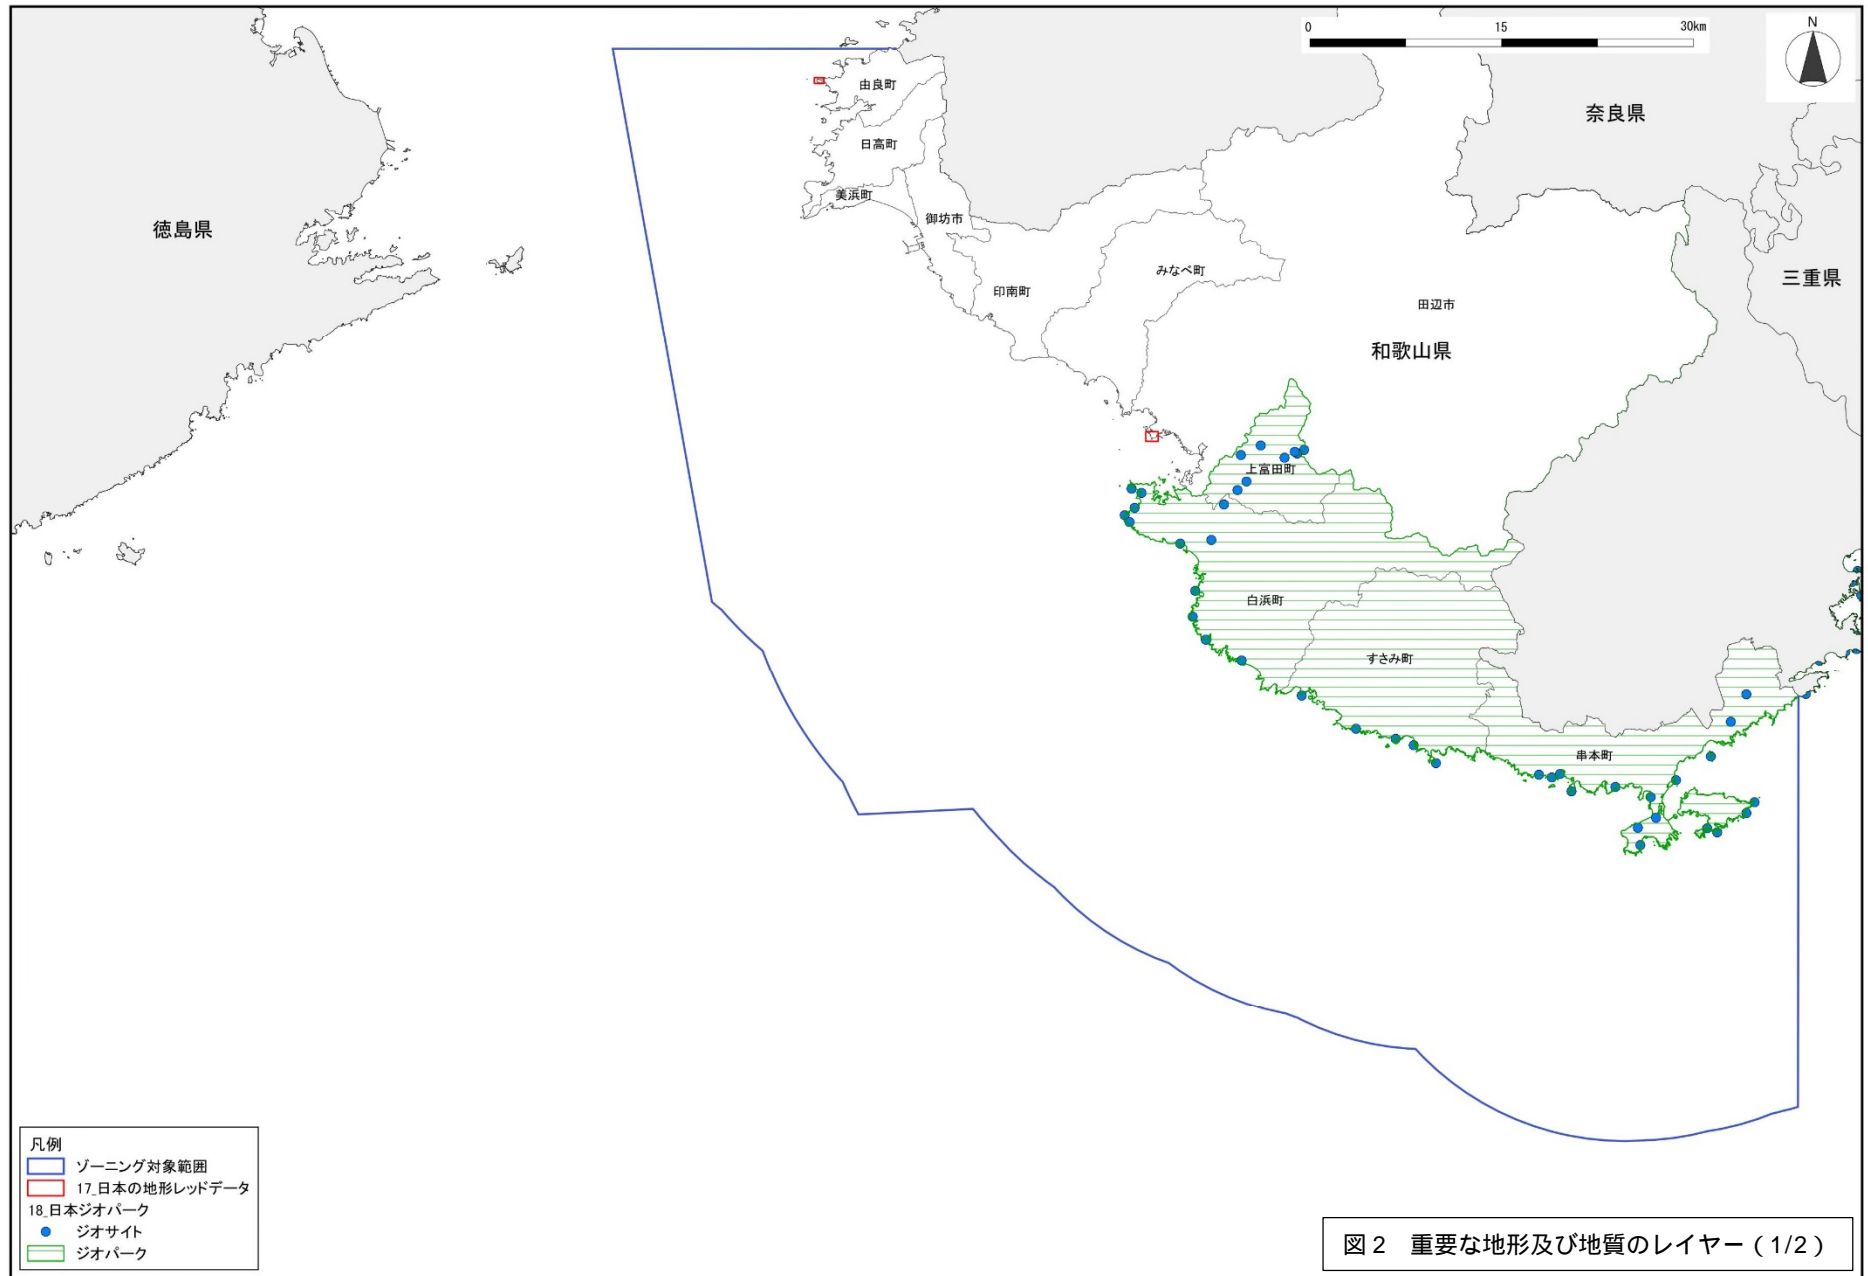 0 15 30km
N
由良町
奈良県
日高町
美浜町
徳島県
御坊市
みなべ町
三重県
印南町
田辺市
和歌山県
上富田町
白浜町
すさみ町
串本町
凡例
ゾーニング対象範囲
17_日本の地形レッドデータ
18_日本ジオパーク
ジオサイト
ジオパーク
図2 重要な地形及び地質のレイヤー（1/2）